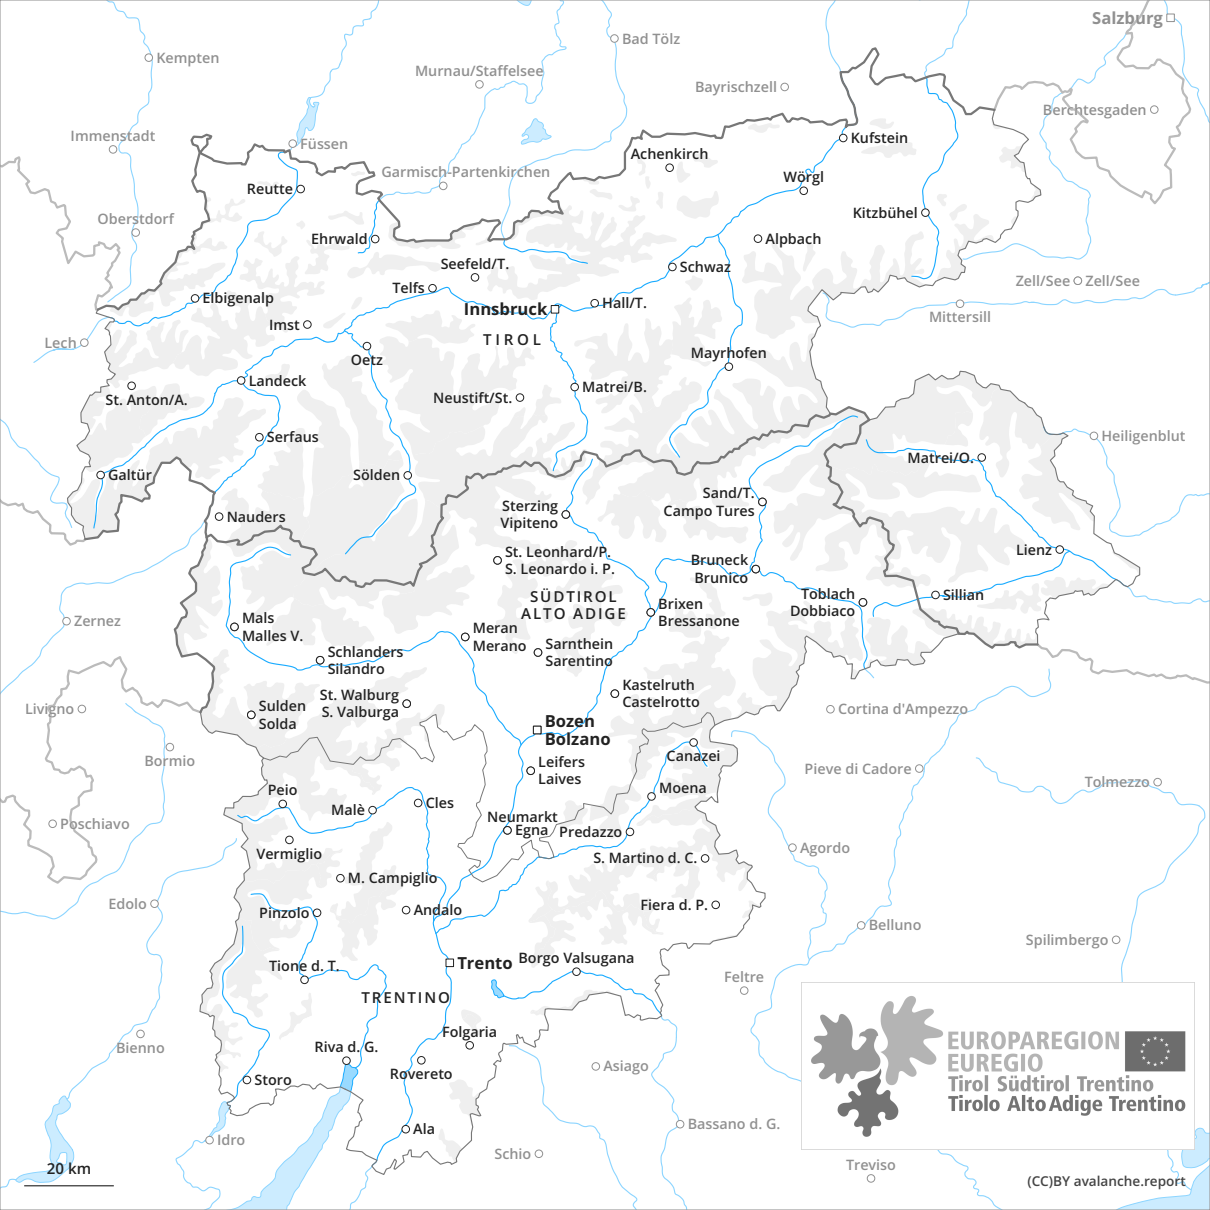 Salzburg
Bad Tölz
Kempten
Murnau/Staffelsee
Bayrischzell
Berchtesgaden
Immenstadt
Füssen
Kufstein
Achenkirch
Garmisch-Partenkirchen
Wörgl
Reutte
Oberstdorf
Kitzbühel
Ehrwald
Alpbach
Seefeld/T.
Schwaz
Zell/See
Zell/See
Telfs
Elbigenalp
Hall/T.
Innsbruck
Mittersill
Imst
TIROL
Lech
Oetz
Mayrhofen
Landeck
Matrei/B.
St. Anton/A.
Neustift/St.
Serfaus
Heiligenblut
Matrei/O.
Galtür
Sölden
Sand/T.
Campo Tures
Sterzing
Vipiteno
Nauders
St. Leonhard/P.
S. Leonardo i. P.
Lienz
Bruneck
Brunico
SÜDTIROL
ALTO ADIGE
Toblach
Dobbiaco
Sillian
Brixen
Bressanone
Zernez
Mals
Malles V.
Meran
Merano
Sarnthein
Sarentino
Schlanders
Silandro
Kastelruth
Castelrotto
St. Walburg
S. Valburga
Livigno
Sulden
Solda
Cortina d'Ampezzo
Bozen
Bolzano
Bormio
Canazei
Leifers
Laives
Pieve di Cadore
Tolmezzo
Peio
Moena
Malè
Cles
Neumarkt
Egna
Poschiavo
Predazzo
Vermiglio
Agordo
S. Martino d. C.
M. Campiglio
Edolo
Pinzolo
Andalo
Fiera d. P.
Belluno
Spilimbergo
Trento
Borgo Valsugana
Tione d. T.
Feltre
TRENTINO
Folgaria
Bienno
Riva d. G.
EUROPAREGION
EUREGIO
Tirol Südtirol Trentino
Tirolo Alto Adige Trentino
Rovereto
Asiago
Storo
Bassano d. G.
Ala
Idro
Schio
Treviso
20 km
(CC)BY avalanche.report